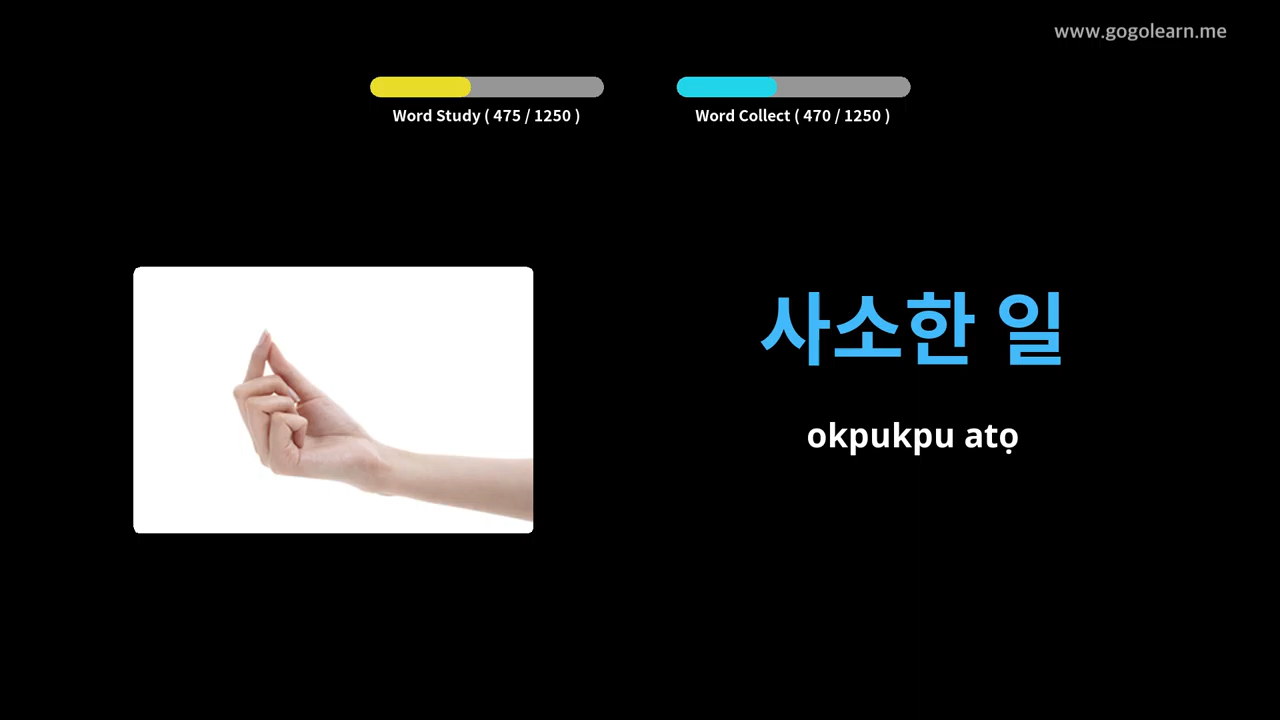 www.gogolearn.me
Word Study ( 475 / 1250 )
Word Collect ( 470 / 1250 )
사소한 일
okpukpu atọ